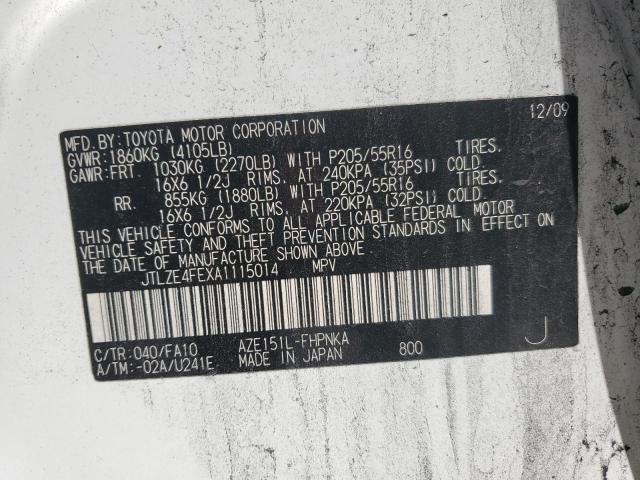 12/09
MFD. BY: TOYOTA MOTOR CORPORATION
GVWR: 1860KG (4105LB)
GAWR: FRT. 1030KG (2270LB) WITH P205/55R16 TIRES.
16X6 1/2J RIMS, AT 240KPA (35PSI) COLD.
RR. 855KG (1880LB) WITH P205/55R16 TIRES.
16X6 1/2J RIMS, AT 220KPA (32PSI) COLD.
THIS VEHICLE CONFORMS TO ALL APPLICABLE FEDERAL MOTOR
VEHICLE SAFETY AND THEFT PREVENTION STANDARDS IN EFFECT ON
THE DATE OF MANUFACTURE SHOWN ABOVE.
JTLZE4FEXA1115014 MPV
C/TR: 040/FA10 AZE151L-FHPNKA
A/TM: -02A/U241E MADE IN JAPAN 800 J